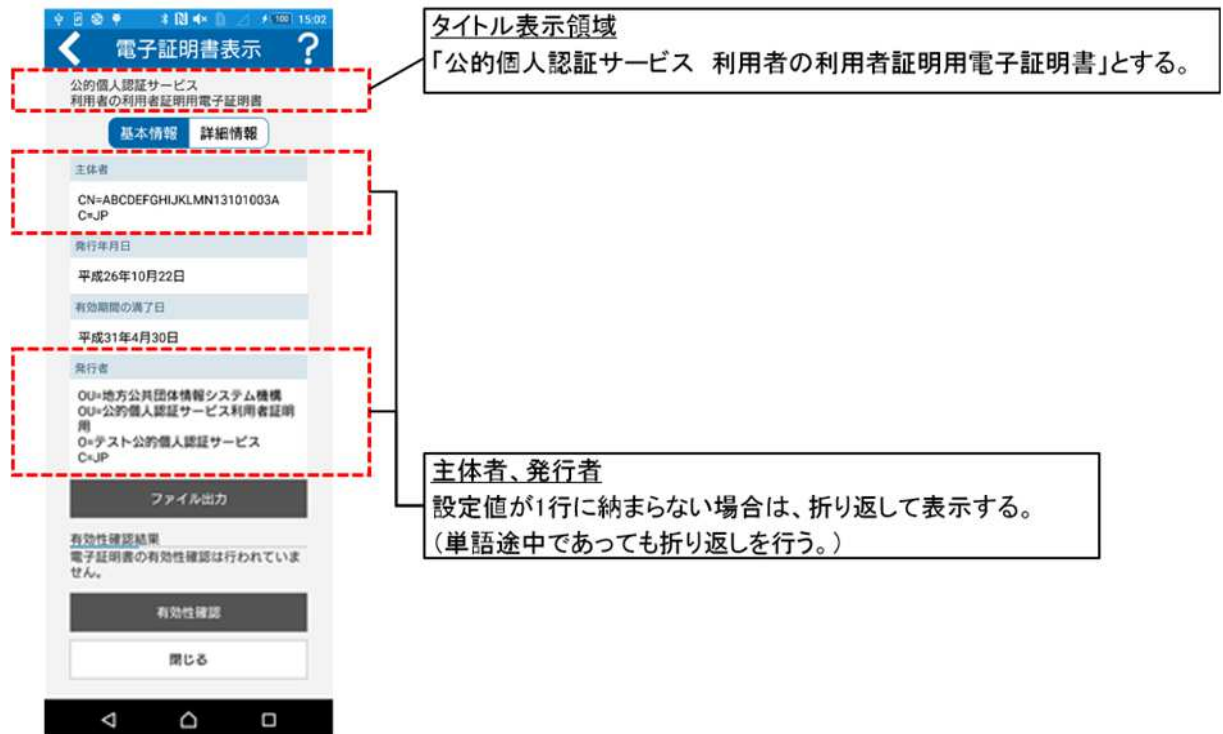 100 15:02
電子証明書表示 ?
公的個人認証サービス
利用者の利用者証明用電子証明書
基本情報 詳細情報
主体者
CN=ABCDEFGHIJKLMN13101003A
C=JP
発行年月日
平成26年10月22日
有効期間の満了日
平成31年4月30日
発行者
OU=地方公共団体情報システム機構
OU=公的個人認証サービス利用者証明
用
O=テスト公的個人認証サービス
C=JP
ファイル出力
有効性確認結果
電子証明書の有効性確認は行われていま
せん。
有効性確認
閉じる
タイトル表示領域
「公的個人認証サービス　利用者の利用者証明用電子証明書」とする。
主体者、発行者
設定値が1行に納まらない場合は、折り返して表示する。
(単語途中であっても折り返しを行う。)